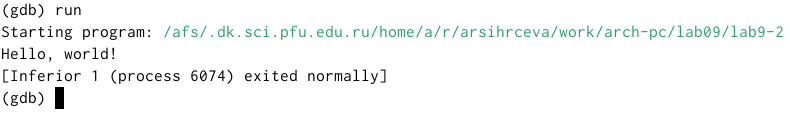 (gdb) run
Starting program: /afs/.dk.sci.pfu.edu.ru/home/a/r/arsihrceva/work/arch-pc/lab09/lab9-2
Hello, world!
[Inferior 1 (process 6074) exited normally]
(gdb)